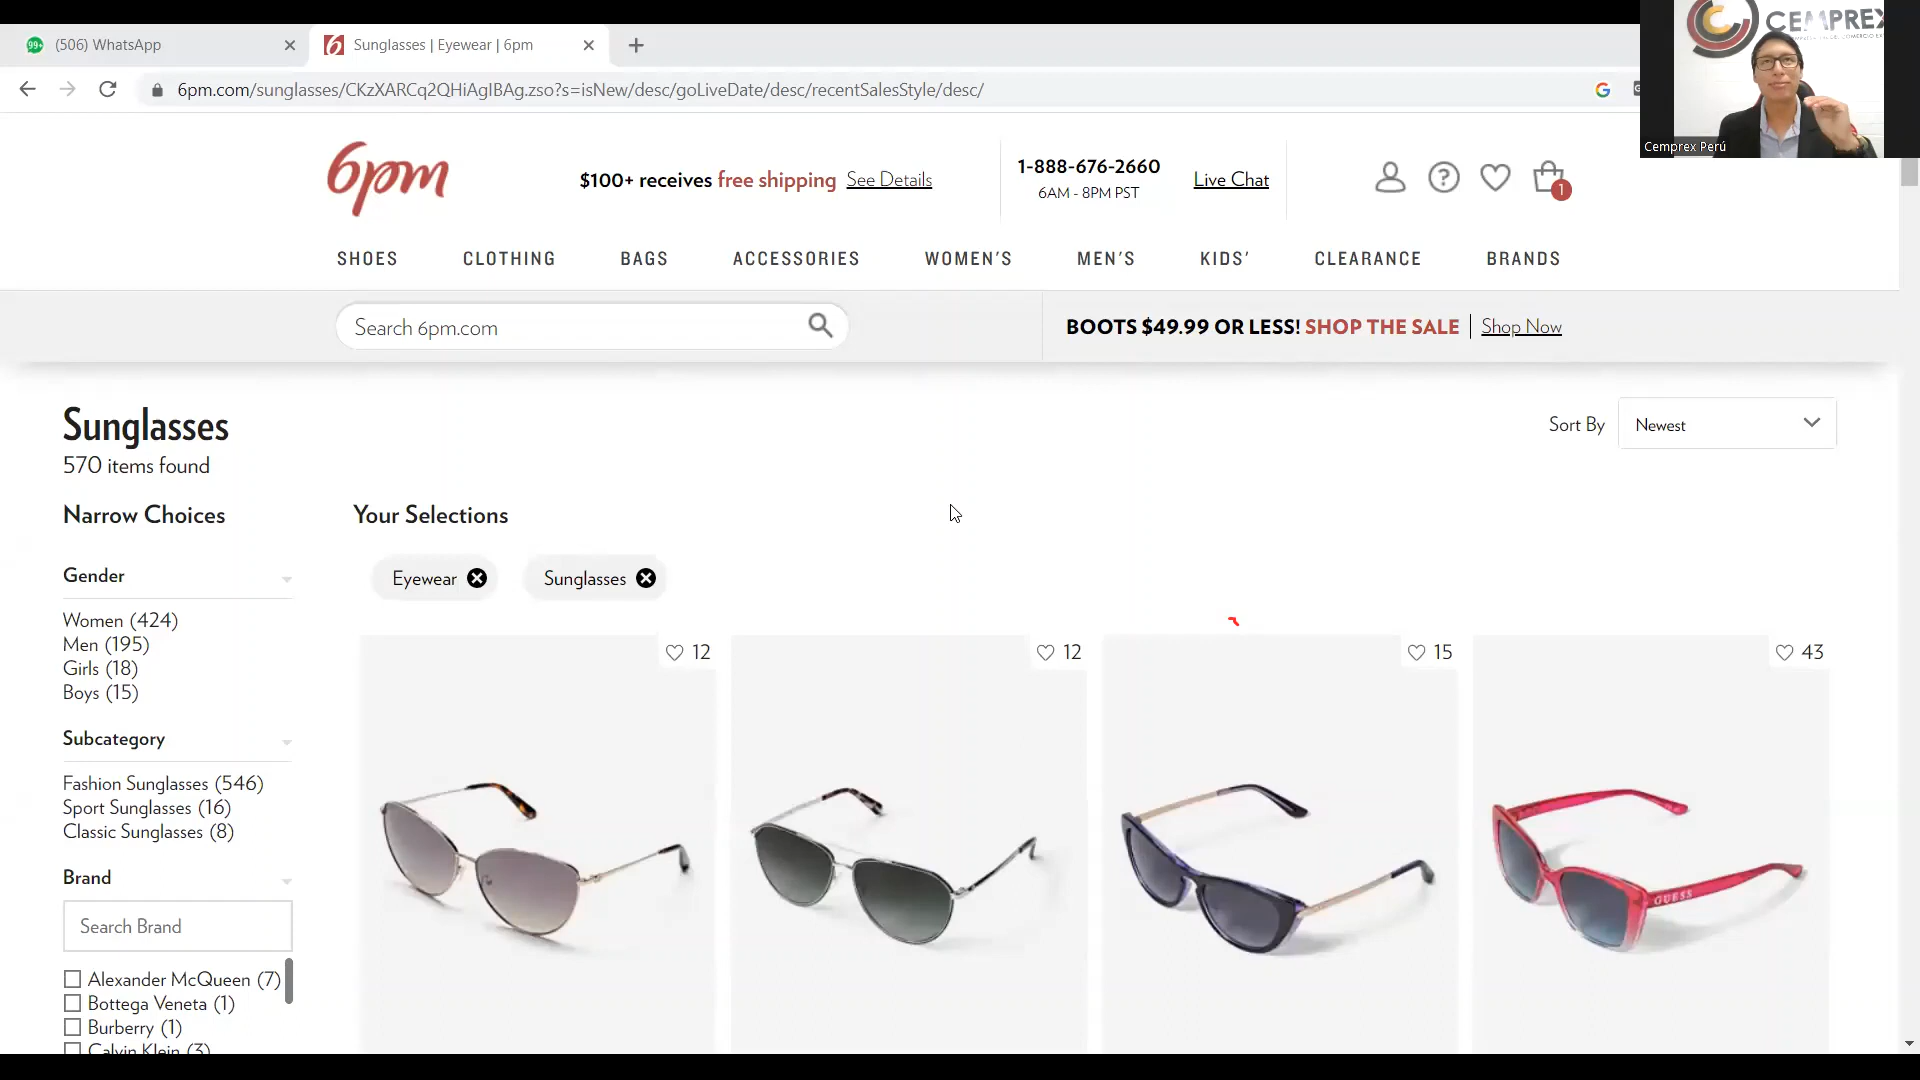 (506) WhatsApp
Sunglasses | Eyewear | 6pm
6pm.com/sunglasses/CKzXARCq2QHiAgIBAg.zso?s=isNew/desc/goLiveDate/desc/recentSalesStyle/desc/
CEMPREX
Cemprex Perú
6pm
$100+ receives free shipping See Details
1-888-676-2660
6AM - 8PM PST
Live Chat
1
SHOES CLOTHING BAGS ACCESSORIES WOMEN'S MEN'S KIDS' CLEARANCE BRANDS
Search 6pm.com
BOOTS $49.99 OR LESS! SHOP THE SALE | Shop Now
Sunglasses
570 items found
Sort By Newest
Narrow Choices
Your Selections
Eyewear
Sunglasses
Gender
Women (424)
Men (195)
Girls (18)
Boys (15)
Subcategory
Fashion Sunglasses (546)
Sport Sunglasses (16)
Classic Sunglasses (8)
Brand
Search Brand
Alexander McQueen (7)
Bottega Veneta (1)
Burberry (1)
Calvin Klein (3)
12
12
15
43
GUESS